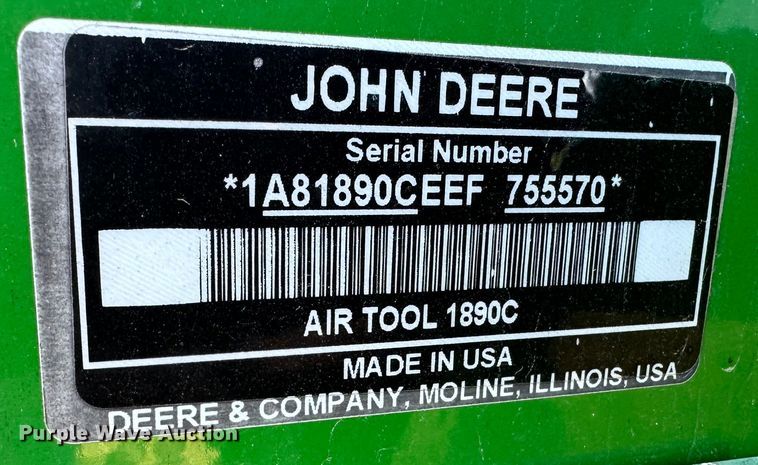 JOHN DEERE
Serial Number
*1A81890CEEF 755570*
AIR TOOL 1890C
MADE IN USA
DEERE & COMPANY, MOLINE, ILLINOIS, USA
Purple Wave Auction